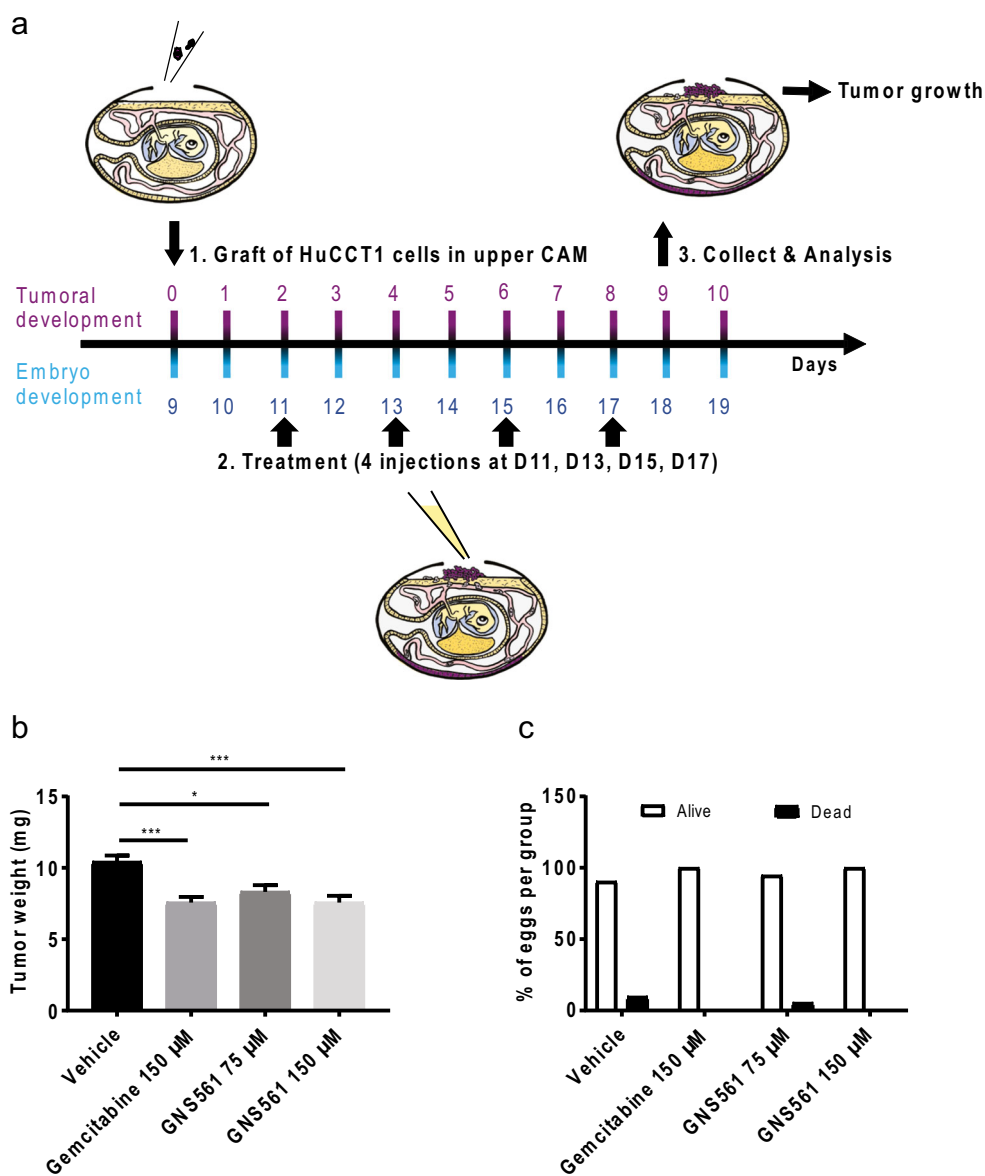 a
Tumor growth
1. Graft of HuCCT1 cells in upper CAM
3. Collect & Analysis
Tumoral
development
0 1 2 3 4 5 6 7 8 9 10
Days
Embryo
development
9 10 11 12 13 14 15 16 17 18 19
2. Treatment (4 injections at D11, D13, D15, D17)
b
***
*
***
Tumor weight (mg)
15
10
5
0
Vehicle
Gemcitabine 150 µM
GNS561 75 µM
GNS561 150 µM
c
Alive
Dead
% of eggs per group
150
100
50
0
Vehicle
Gemcitabine 150 µM
GNS561 75 µM
GNS561 150 µM